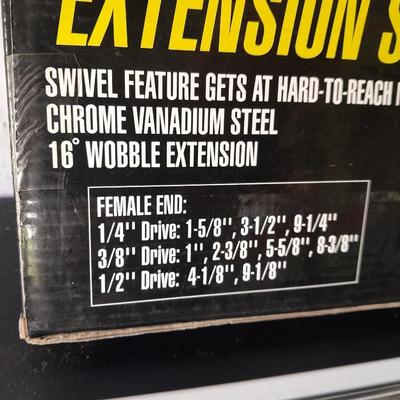 EXTENSION S
SWIVEL FEATURE GETS AT HARD-TO-REACH
CHROME VANADIUM STEEL
16° WOBBLE EXTENSION
FEMALE END:
1/4" Drive: 1-5/8", 3-1/2", 9-1/4"
3/8" Drive: 1", 2-3/8", 5-5/8", 8-3/8"
1/2" Drive: 4-1/8", 9-1/8"